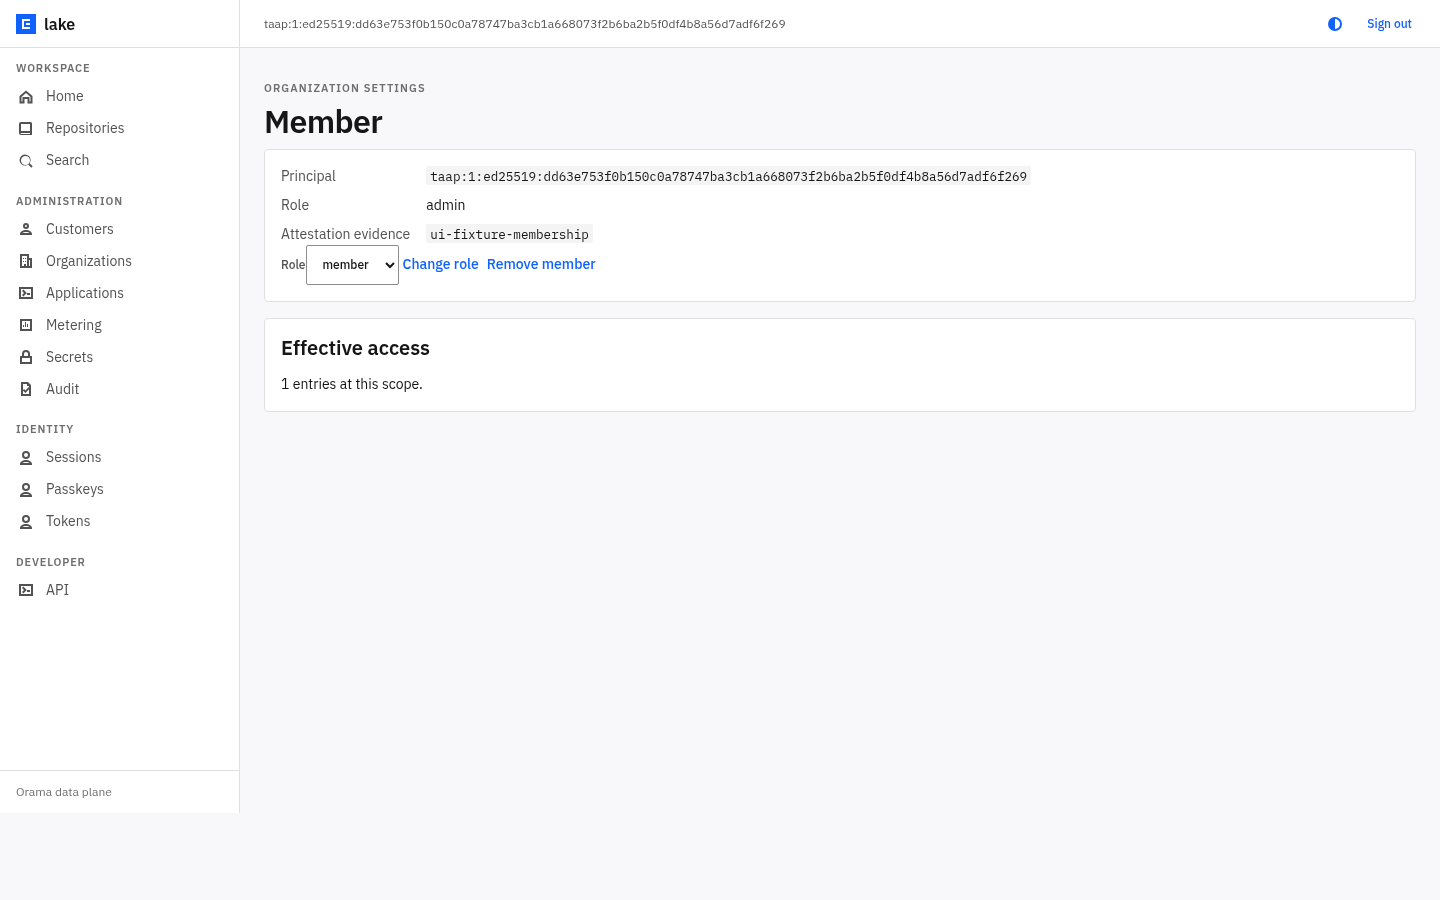 lake
taap:1:ed25519:dd63e753f0b150c0a78747ba3cb1a668073f2b6ba2b5f0df4b8a56d7adf6f269
Sign out
WORKSPACE
Home
Repositories
Search
ADMINISTRATION
Customers
Organizations
Applications
Metering
Secrets
Audit
IDENTITY
Sessions
Passkeys
Tokens
DEVELOPER
API
Orama data plane
ORGANIZATION SETTINGS
Member
Principal taap:1:ed25519:dd63e753f0b150c0a78747ba3cb1a668073f2b6ba2b5f0df4b8a56d7adf6f269
Role admin
Attestation evidence ui-fixture-membership
Role member Change role Remove member
Effective access
1 entries at this scope.